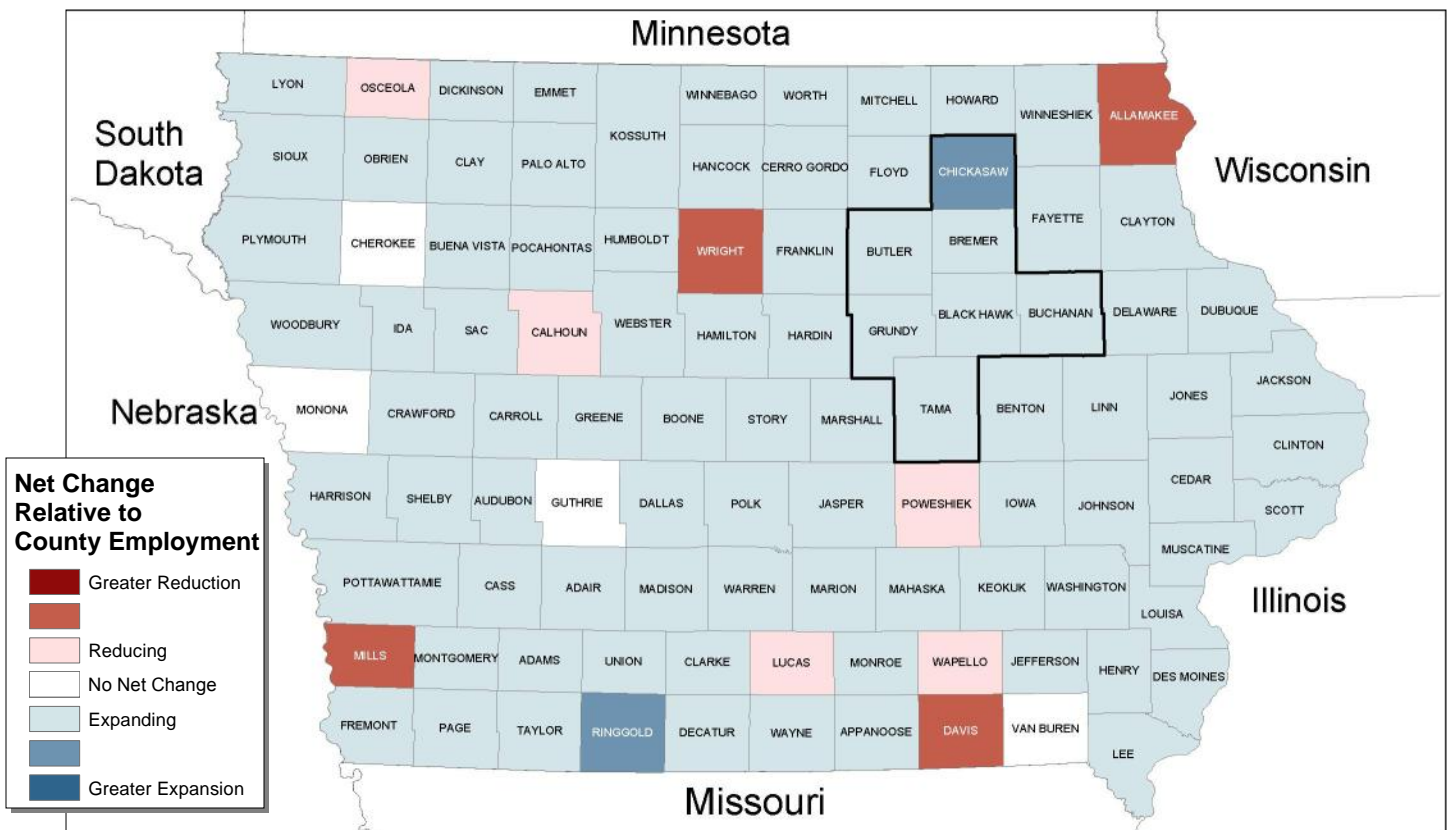 Minnesota
LYON
OSCEOLA
DICKINSON
EMMET
WINNEBAGO
WORTH
MITCHELL
HOWARD
WINNESHIEK
ALLAMAKEE
South
Dakota
KOSSUTH
SIOUX
OBRIEN
CLAY
PALO ALTO
HANCOCK
CERRO GORDO
FLOYD
CHICKASAW
Wisconsin
PLYMOUTH
CHEROKEE
BUENA VISTA
POCAHONTAS
HUMBOLDT
WRIGHT
FRANKLIN
BUTLER
BREMER
FAYETTE
CLAYTON
WOODBURY
IDA
SAC
CALHOUN
WEBSTER
HAMILTON
HARDIN
GRUNDY
BLACK HAWK
BUCHANAN
DELAWARE
DUBUQUE
Nebraska
MONONA
CRAWFORD
CARROLL
GREENE
BOONE
STORY
MARSHALL
TAMA
BENTON
LINN
JONES
JACKSON
CLINTON
HARRISON
SHELBY
AUDUBON
GUTHRIE
DALLAS
POLK
JASPER
POWESHIEK
IOWA
JOHNSON
CEDAR
SCOTT
MUSCATINE
POTTAWATTAMIE
CASS
ADAIR
MADISON
WARREN
MARION
MAHASKA
KEOKUK
WASHINGTON
LOUISA
Illinois
MILLS
MONTGOMERY
ADAMS
UNION
CLARKE
LUCAS
MONROE
WAPELLO
JEFFERSON
HENRY
DES MOINES
FREMONT
PAGE
TAYLOR
RINGGOLD
DECATUR
WAYNE
APPANOOSE
DAVIS
VAN BUREN
LEE
Missouri
Net Change
Relative to
County Employment
Greater Reduction
Reducing
No Net Change
Expanding
Greater Expansion